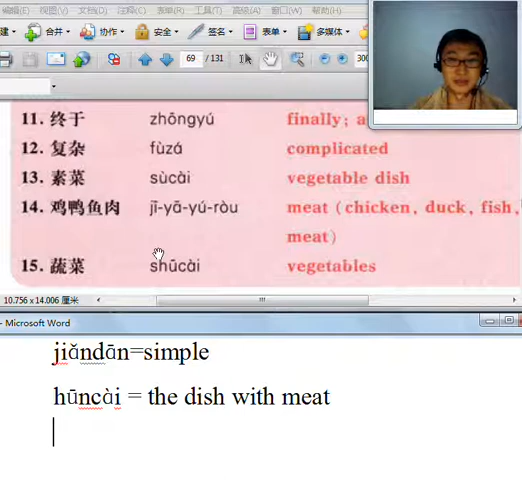 编辑(E) 视图(V) 文档(D) 注释(C) 表单(R) 工具(T) 高级(A) 窗口(W) 帮助(H)
建 合并 协作 安全 签名 表单 多媒体
69 / 131 300
11. 终于 zhōngyú finally; a
12. 复杂 fùzá complicated
13. 素菜 sùcài vegetable dish
14. 鸡鸭鱼肉 jī-yā-yú-ròu meat (chicken, duck, fish,
meat)
15. 蔬菜 shūcài vegetables
10.756 x 14.006 厘米
- Microsoft Word
jiǎndān=simple
hūncài = the dish with meat